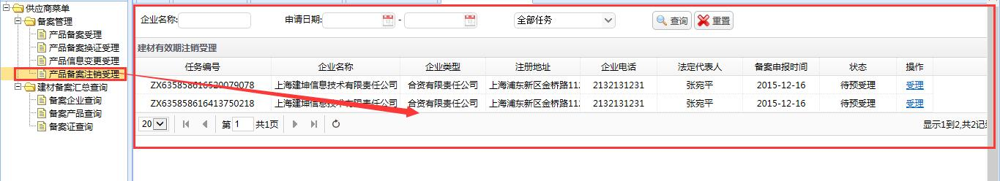 供应商菜单
备案管理
产品备案受理
产品备案换证受理
产品信息变更受理
产品备案注销受理
建材备案汇总查询
备案企业查询
备案产品查询
备案证查询
企业名称: 申请日期: - 全部任务 查询 重置
建材有效期注销受理
任务编号 企业名称 企业类型 注册地址 企业电话 法定代表人 备案申报时间 状态 操作
ZX635858616520079078 上海建坤信息技术有限责任公司 合资有限责任公司 上海浦东新区金桥路112 2132131231 张宛平 2015-12-16 待预受理 受理
ZX635858616413750218 上海建坤信息技术有限责任公司 合资有限责任公司 上海浦东新区金桥路112 2132131231 张宛平 2015-12-16 待预受理 受理
20 第 1 共1页 显示1到2,共2记录